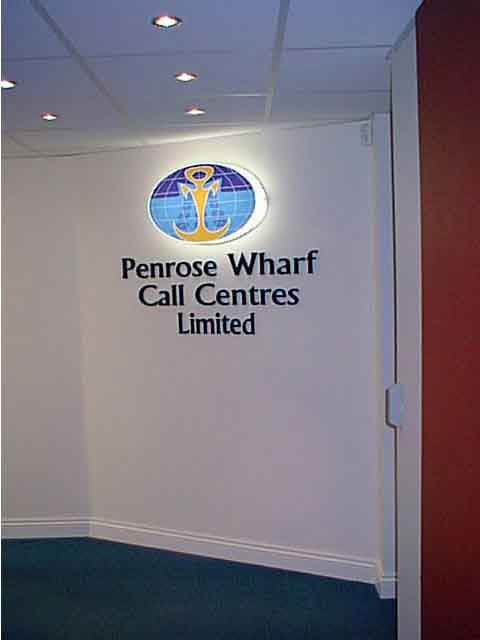 Penrose Wharf
Call Centres
Limited